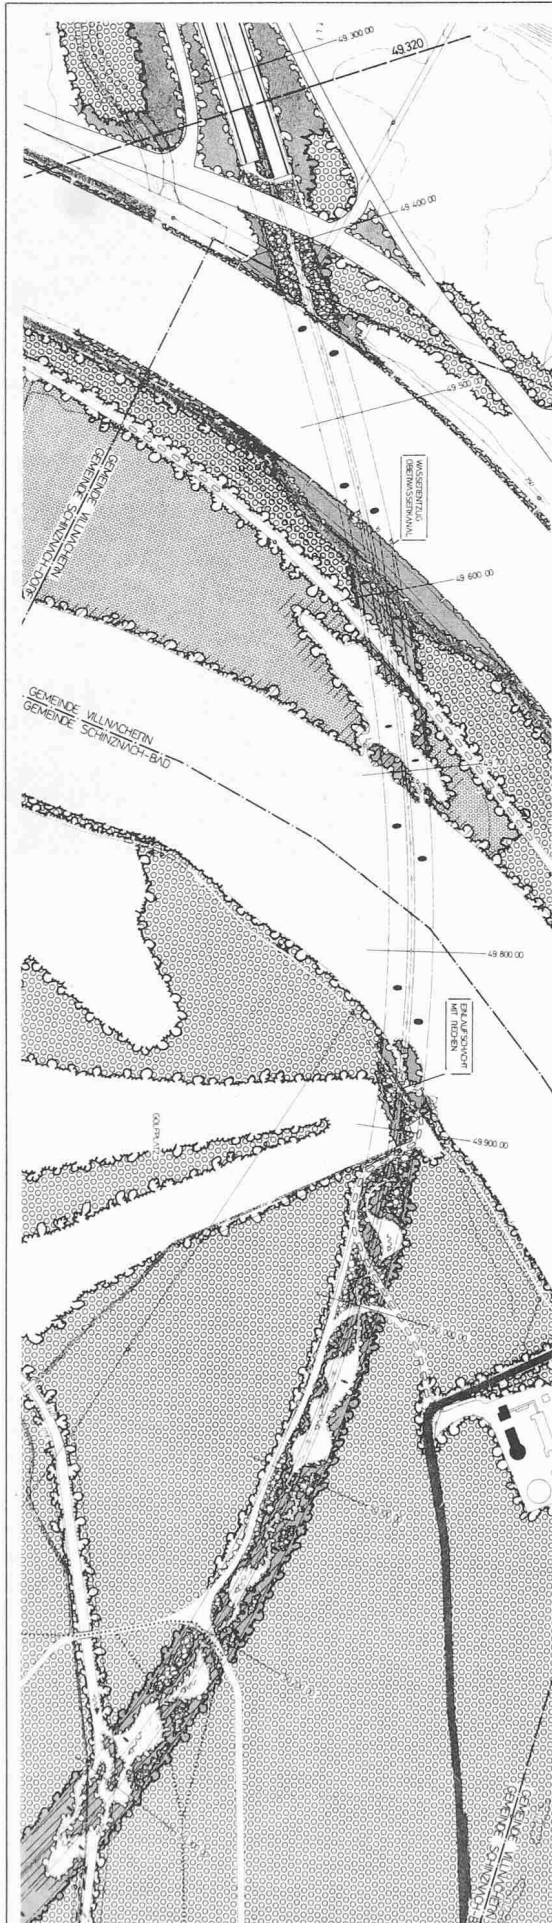 49.300.00
49.320
49.400.00
49.500.00
WASSERENTZUG
OBERWASSERKANAL
49.600.00
GEMEINDE VILLNACHERN
GEMEINDE SCHINZNACH-DORF
GEMEINDE VILLNACHERN
GEMEINDE SCHINZNACH-BAD
49.800.00
EINLAUFSCHACHT
MIT RECHEN
49.900.00
GOLFPLATZ
GEMEINDE VILLNACHERN
GEMEINDE SCHINZNACH